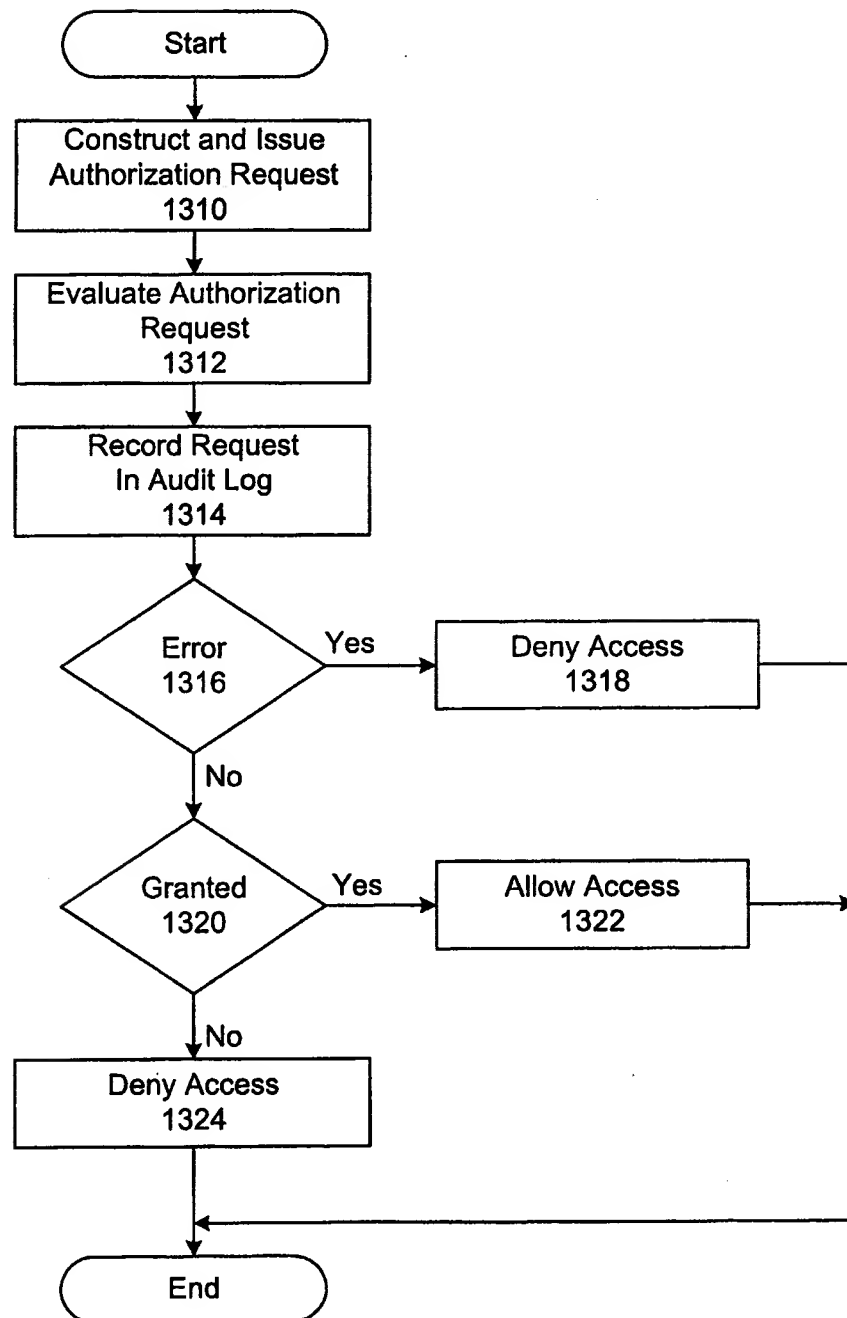 Start
Construct and Issue
Authorization Request
1310
Evaluate Authorization
Request
1312
Record Request
In Audit Log
1314
Error
1316
Yes
Deny Access
1318
No
Granted
1320
Yes
Allow Access
1322
No
Deny Access
1324
End